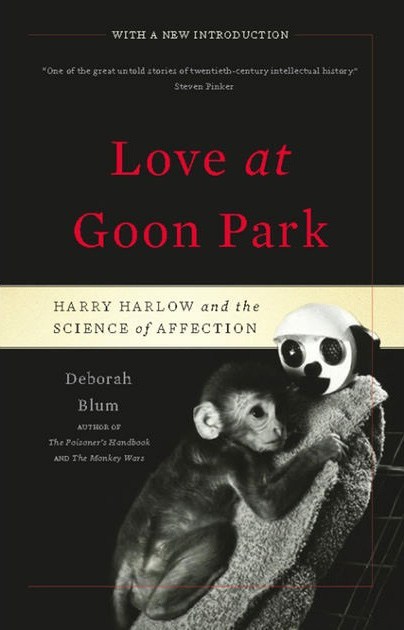 WITH A NEW INTRODUCTION
"One of the great untold stories of twentieth-century intellectual history."
Steven Pinker
Love at
Goon Park
HARRY HARLOW and the
SCIENCE of AFFECTION
Deborah
Blum
AUTHOR OF
The Poisoner's Handbook
AND The Monkey Wars